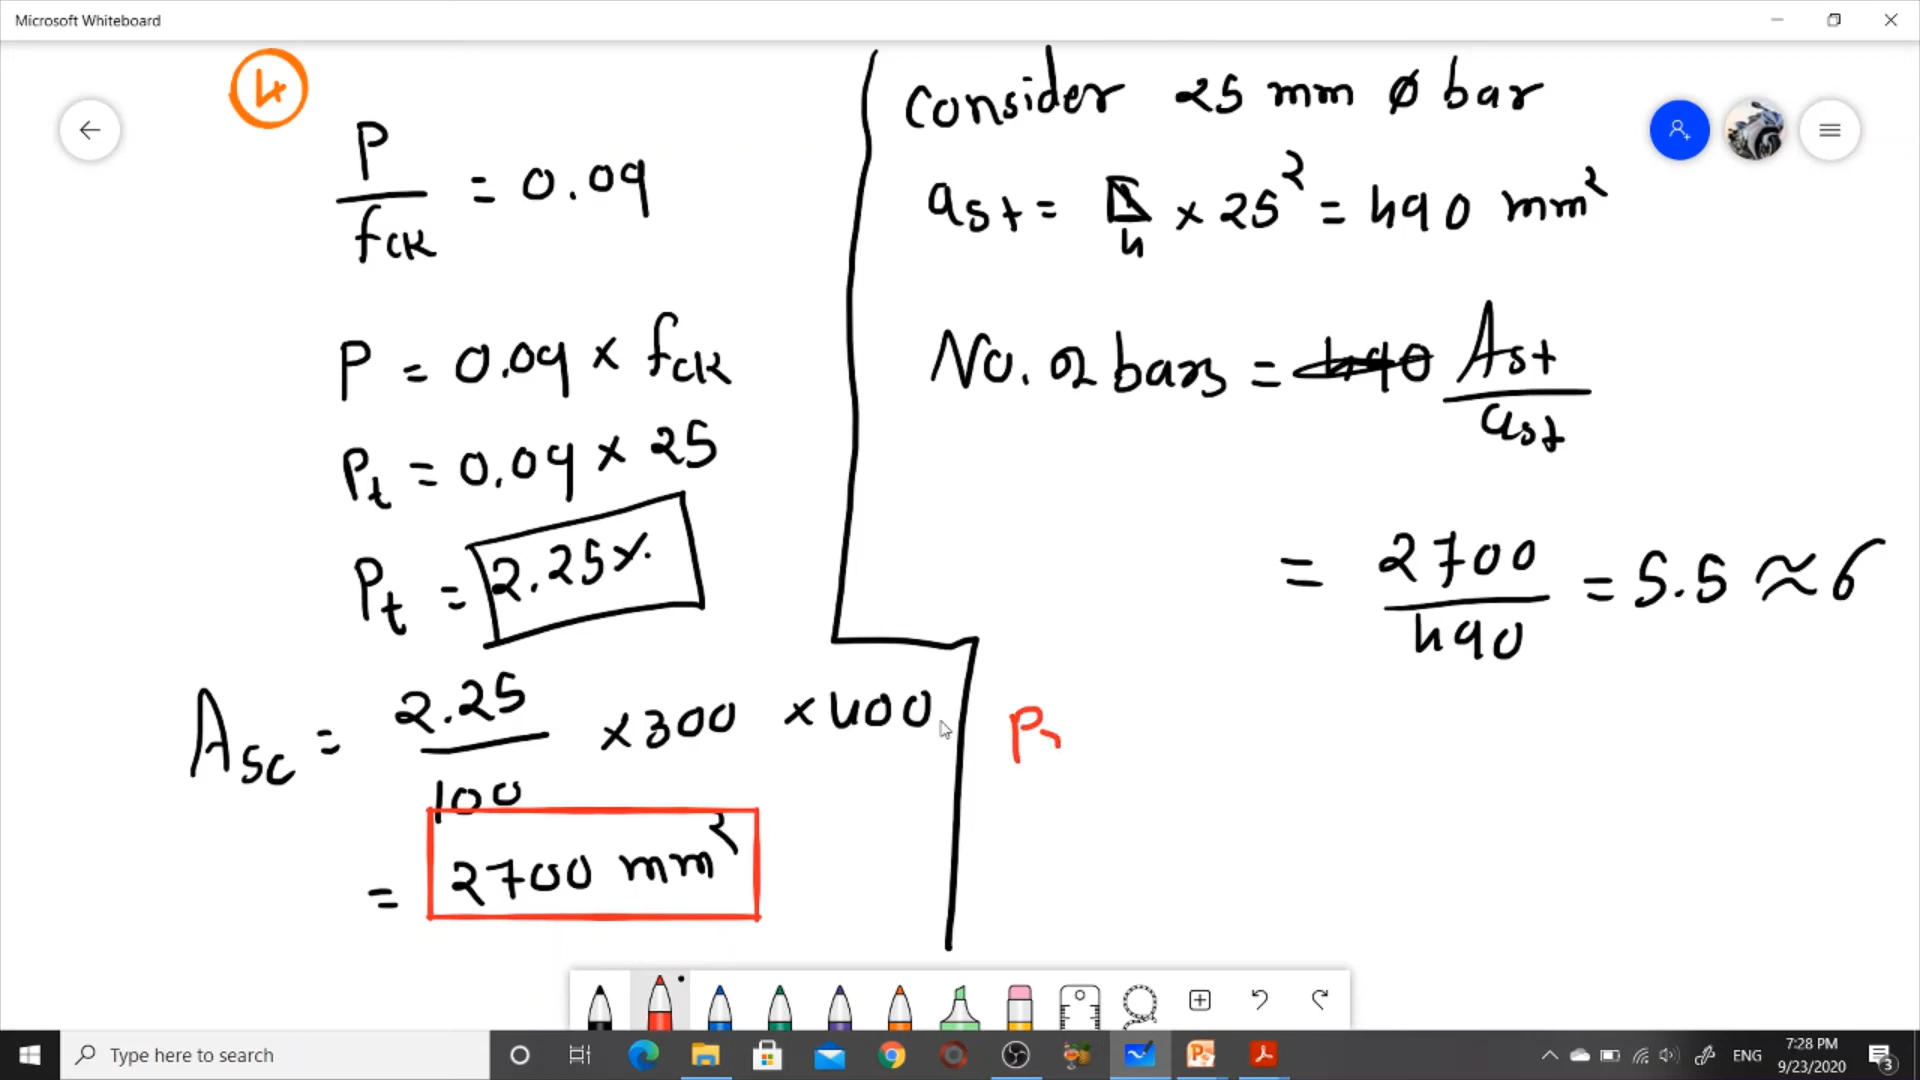 Microsoft Whiteboard
4
P / fck = 0.09
P = 0.09 × fck
Pt = 0.09 × 25
Pt = 2.25%
Asc = 2.25 / 100 × 300 × 400
= 2700 mm²
consider 25 mm ø bar
ast = π / 4 × 25² = 490 mm²
No. of bars = Ast / ast
= 2700 / 490 = 5.5 ≈ 6
Type here to search
ENG
7:28 PM
9/23/2020
3